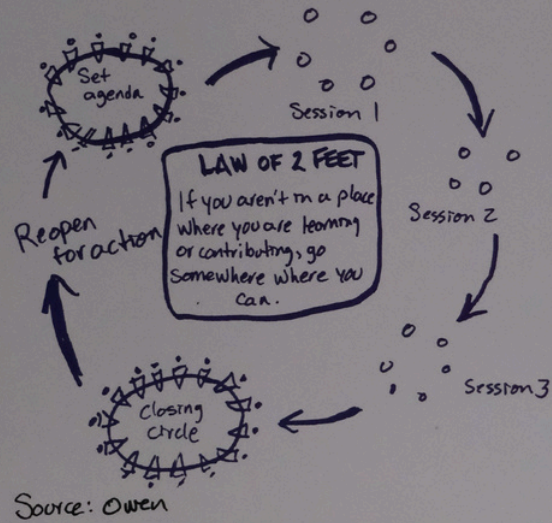 Set
agenda
Session 1
Session 2
Session 3
Closing
circle
Reopen
for action
LAW OF 2 FEET
If you aren't in a place
where you are learning
or contributing, go
Somewhere where you
can.
Source: Owen